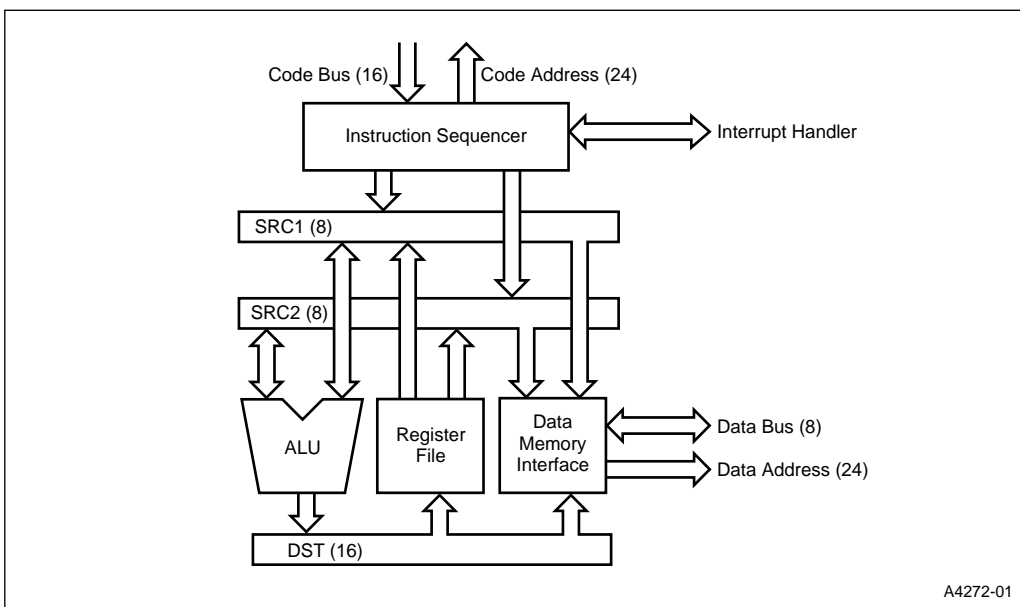 Code Bus (16)
Code Address (24)
Instruction Sequencer
Interrupt Handler
SRC1 (8)
SRC2 (8)
ALU
Register
File
Data
Memory
Interface
Data Bus (8)
Data Address (24)
DST (16)
A4272-01